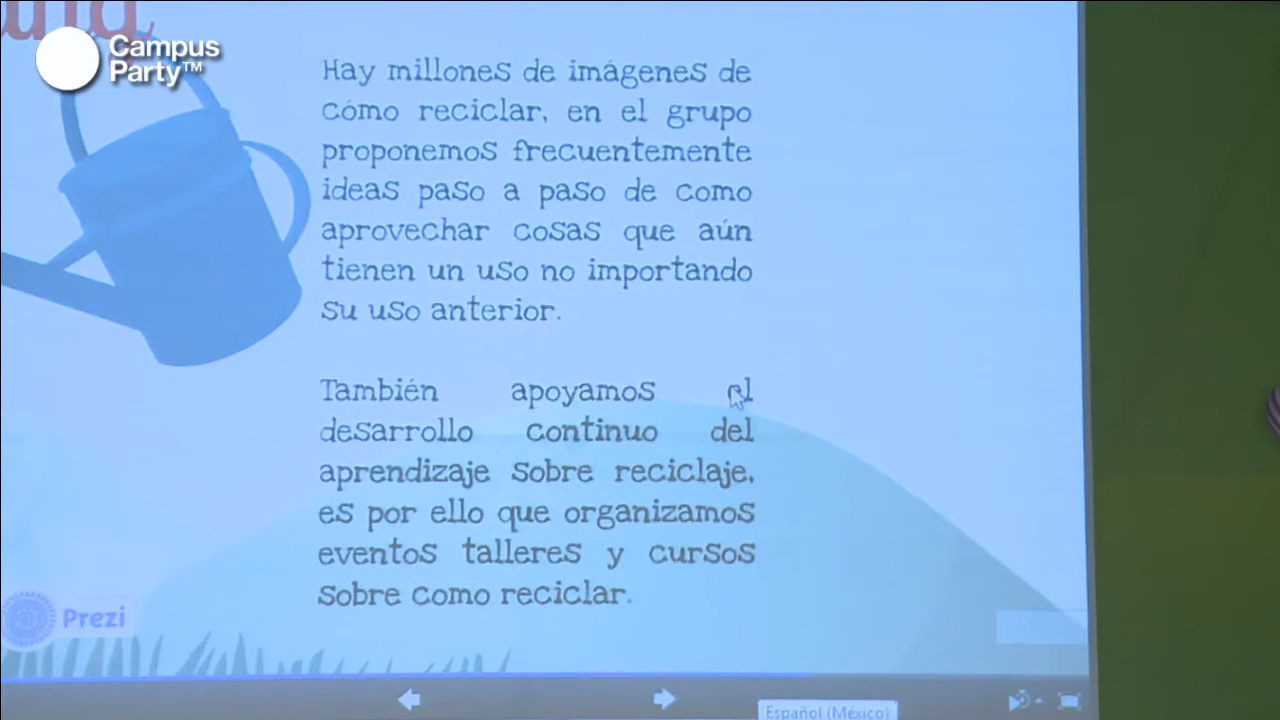 Campus
Party™
Hay millones de imágenes de
cómo reciclar, en el grupo
proponemos frecuentemente
ideas paso a paso de como
aprovechar cosas que aún
tienen un uso no importando
su uso anterior.
También apoyamos el
desarrollo continuo del
aprendizaje sobre reciclaje,
es por ello que organizamos
eventos talleres y cursos
sobre como reciclar.
Prezi
Español (México)